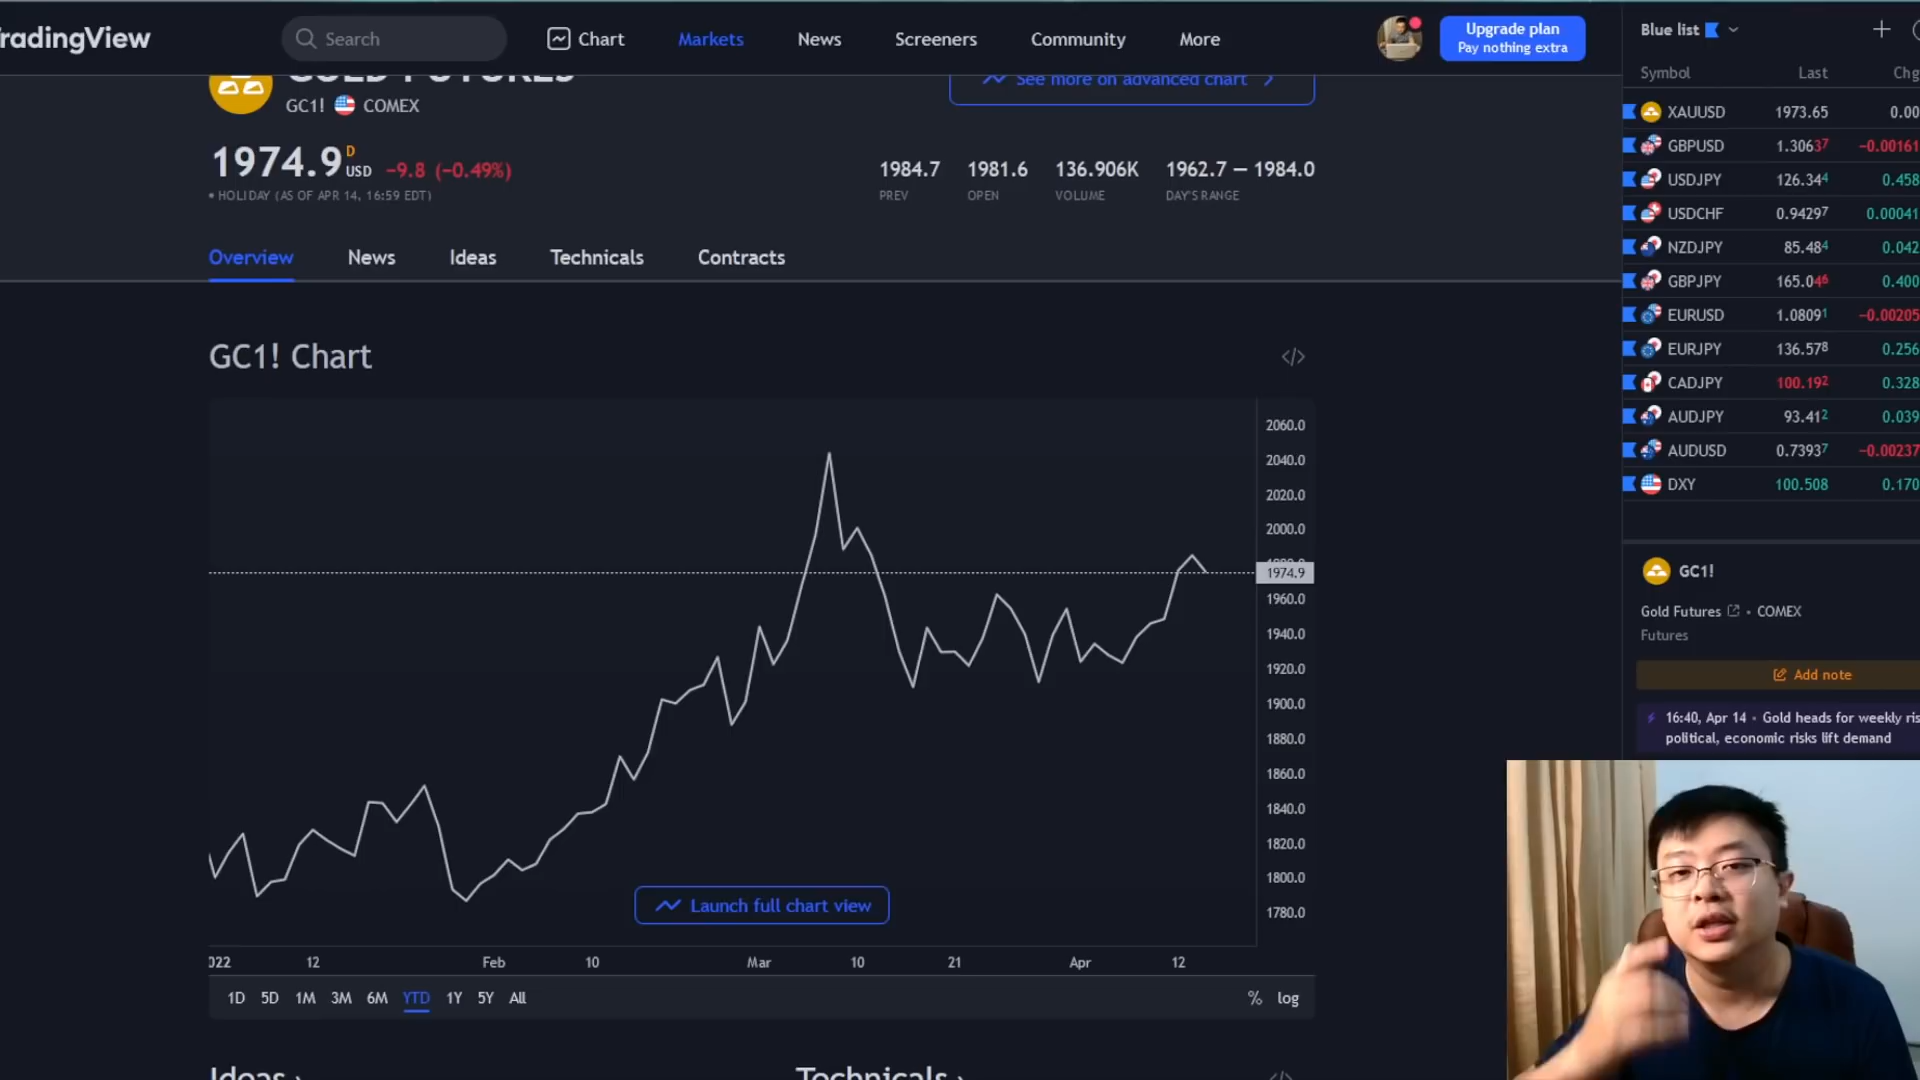 TradingView
Search
Chart
Markets
News
Screeners
Community
More
Upgrade plan
Pay nothing extra
Blue list
GOLD FUTURES
See more on advanced chart
GC1! COMEX
1974.9 D USD −9.8 (−0.49%)
HOLIDAY (AS OF APR 14, 16:59 EDT)
1984.7 1981.6 136.906K 1962.7 — 1984.0
PREV OPEN VOLUME DAY'S RANGE
Overview News Ideas Technicals Contracts
GC1! Chart
2060.0
2040.0
2020.0
2000.0
1974.9
1960.0
1940.0
1920.0
1900.0
1880.0
1860.0
1840.0
1820.0
1800.0
1780.0
Launch full chart view
022 12 Feb 10 Mar 10 21 Apr 12
1D 5D 1M 3M 6M YTD 1Y 5Y All % log
Ideas
Technicals
Symbol Last Chg
XAUUSD 1973.65 0.00
GBPUSD 1.30637 −0.00161
USDJPY 126.344 0.458
USDCHF 0.94297 0.00041
NZDJPY 85.484 0.042
GBPJPY 165.046 0.400
EURUSD 1.08091 −0.00205
EURJPY 136.578 0.256
CADJPY 100.192 0.328
AUDJPY 93.412 0.039
AUDUSD 0.73937 −0.00237
DXY 100.508 0.170
GC1!
Gold Futures • COMEX
Futures
Add note
16:40, Apr 14 • Gold heads for weekly ris
political, economic risks lift demand